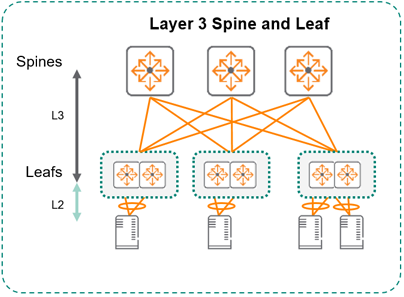 Layer 3 Spine and Leaf
Spines
L3
Leafs
L2